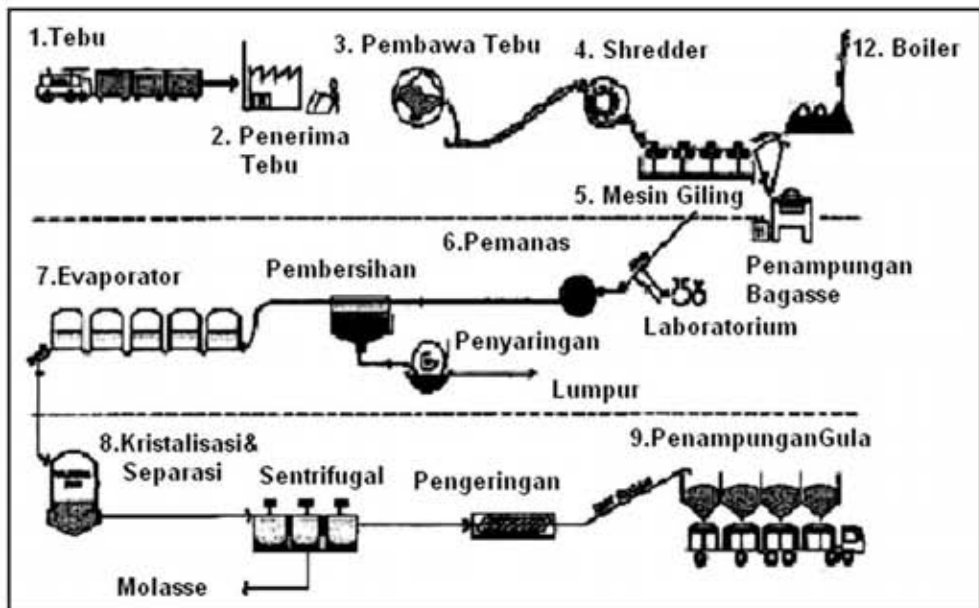 1.Tebu
2. Penerima
Tebu
3. Pembawa Tebu
4. Shredder
12. Boiler
5. Mesin Giling
6.Pemanas
Penampungan
Bagasse
7.Evaporator
Pembersihan
Laboratorium
Penyaringan
Lumpur
8.Kristalisasi&
Separasi
Sentrifugal
Pengeringan
9.PenampunganGula
Molasse